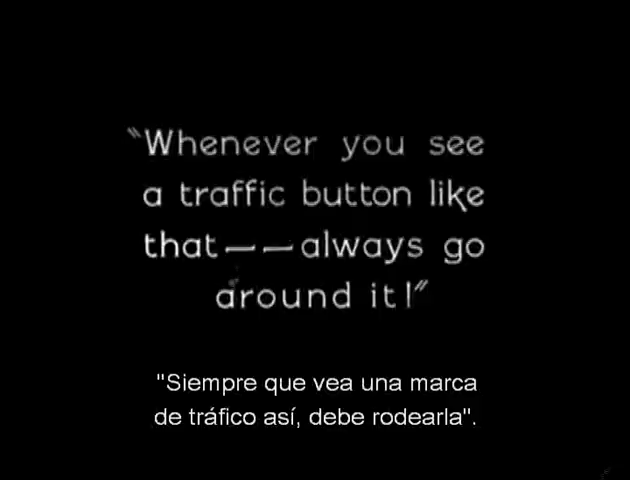 "Whenever you see
a traffic button like
that——always go
around it!"
"Siempre que vea una marca
de tráfico así, debe rodearla".